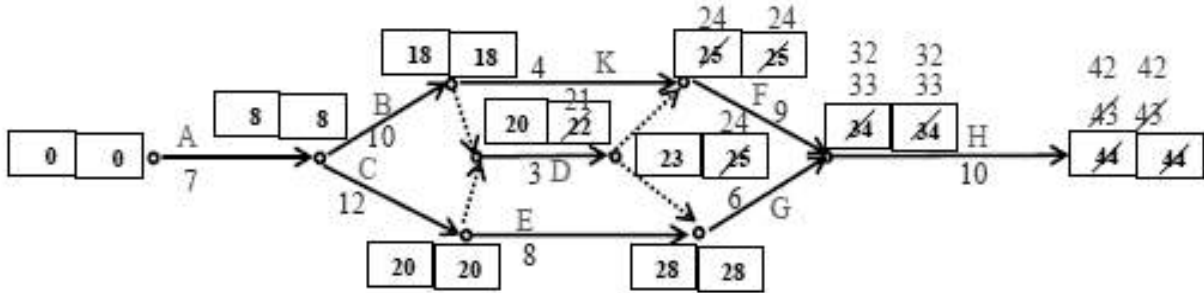 24 24
18 18 4 K 25 25
32 32
33 33
42 42
43 43
B 21 F
8 8 20 22 9 34 34
A 10 24 H 44 44
0 0 23 25
7 C 3 D 6 10
12 E G
8
20 20 28 28